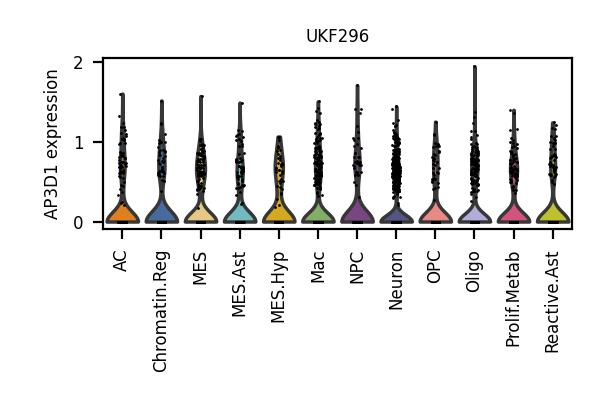 UKF296
AP3D1 expression
2
1
0
AC
Chromatin.Reg
MES
MES.Ast
MES.Hyp
Mac
NPC
Neuron
OPC
Oligo
Prolif.Metab
Reactive.Ast